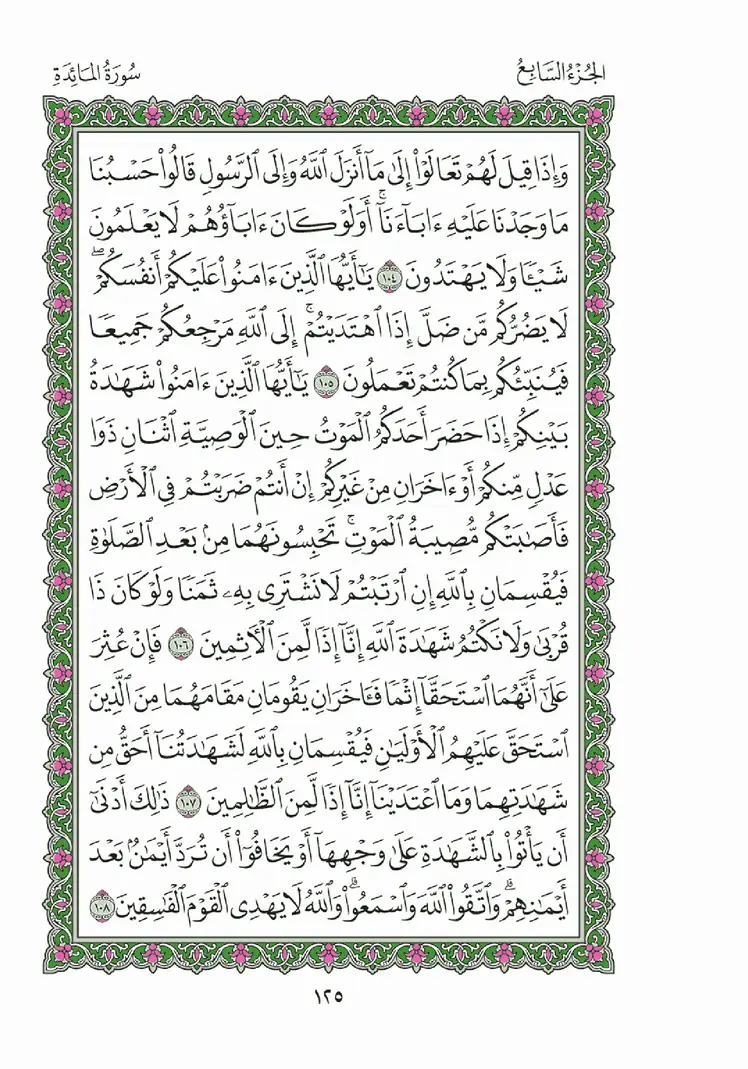 الجُزْءُ السَّابِعُ
سُورَةُ المَائِدَةِ
وَإِذَا قِيلَ لَهُمْ تَعَالَوْا۟ إِلَىٰ مَآ أَنزَلَ ٱللَّهُ وَإِلَى ٱلرَّسُولِ قَالُوا۟ حَسْبُنَا
مَا وَجَدْنَا عَلَيْهِ ءَابَآءَنَآ ۚ أَوَلَوْ كَانَ ءَابَآؤُهُمْ لَا يَعْلَمُونَ
شَيْـًٔا وَلَا يَهْتَدُونَ ١٠٤ يَـٰٓأَيُّهَا ٱلَّذِينَ ءَامَنُوا۟ عَلَيْكُمْ أَنفُسَكُمْ ۖ
لَا يَضُرُّكُم مَّن ضَلَّ إِذَا ٱهْتَدَيْتُمْ ۚ إِلَى ٱللَّهِ مَرْجِعُكُمْ جَمِيعًا
فَيُنَبِّئُكُم بِمَا كُنتُمْ تَعْمَلُونَ ١٠٥ يَـٰٓأَيُّهَا ٱلَّذِينَ ءَامَنُوا۟ شَهَـٰدَةُ
بَيْنِكُمْ إِذَا حَضَرَ أَحَدَكُمُ ٱلْمَوْتُ حِينَ ٱلْوَصِيَّةِ ٱثْنَانِ ذَوَا
عَدْلٍ مِّنكُمْ أَوْ ءَاخَرَانِ مِنْ غَيْرِكُمْ إِنْ أَنتُمْ ضَرَبْتُمْ فِى ٱلْأَرْضِ
فَأَصَـٰبَتْكُم مُّصِيبَةُ ٱلْمَوْتِ ۚ تَحْبِسُونَهُمَا مِنۢ بَعْدِ ٱلصَّلَوٰةِ
فَيُقْسِمَانِ بِٱللَّهِ إِنِ ٱرْتَبْتُمْ لَا نَشْتَرِى بِهِۦ ثَمَنًا وَلَوْ كَانَ ذَا
قُرْبَىٰ وَلَا نَكْتُمُ شَهَـٰدَةَ ٱللَّهِ إِنَّآ إِذًا لَّمِنَ ٱلْـَٔاثِمِينَ ١٠٦ فَإِنْ عُثِرَ
عَلَىٰٓ أَنَّهُمَا ٱسْتَحَقَّآ إِثْمًا فَـَٔاخَرَانِ يَقُومَانِ مَقَامَهُمَا مِنَ ٱلَّذِينَ
ٱسْتَحَقَّ عَلَيْهِمُ ٱلْأَوْلَيَـٰنِ فَيُقْسِمَانِ بِٱللَّهِ لَشَهَـٰدَتُنَآ أَحَقُّ مِن
شَهَـٰدَتِهِمَا وَمَا ٱعْتَدَيْنَآ إِنَّآ إِذًا لَّمِنَ ٱلظَّـٰلِمِينَ ١٠٧ ذَٰلِكَ أَدْنَىٰٓ
أَن يَأْتُوا۟ بِٱلشَّهَـٰدَةِ عَلَىٰ وَجْهِهَآ أَوْ يَخَافُوٓا۟ أَن تُرَدَّ أَيْمَـٰنٌۢ بَعْدَ
أَيْمَـٰنِهِمْ ۗ وَٱتَّقُوا۟ ٱللَّهَ وَٱسْمَعُوا۟ ۗ وَٱللَّهُ لَا يَهْدِى ٱلْقَوْمَ ٱلْفَـٰسِقِينَ ١٠٨
١٢٥